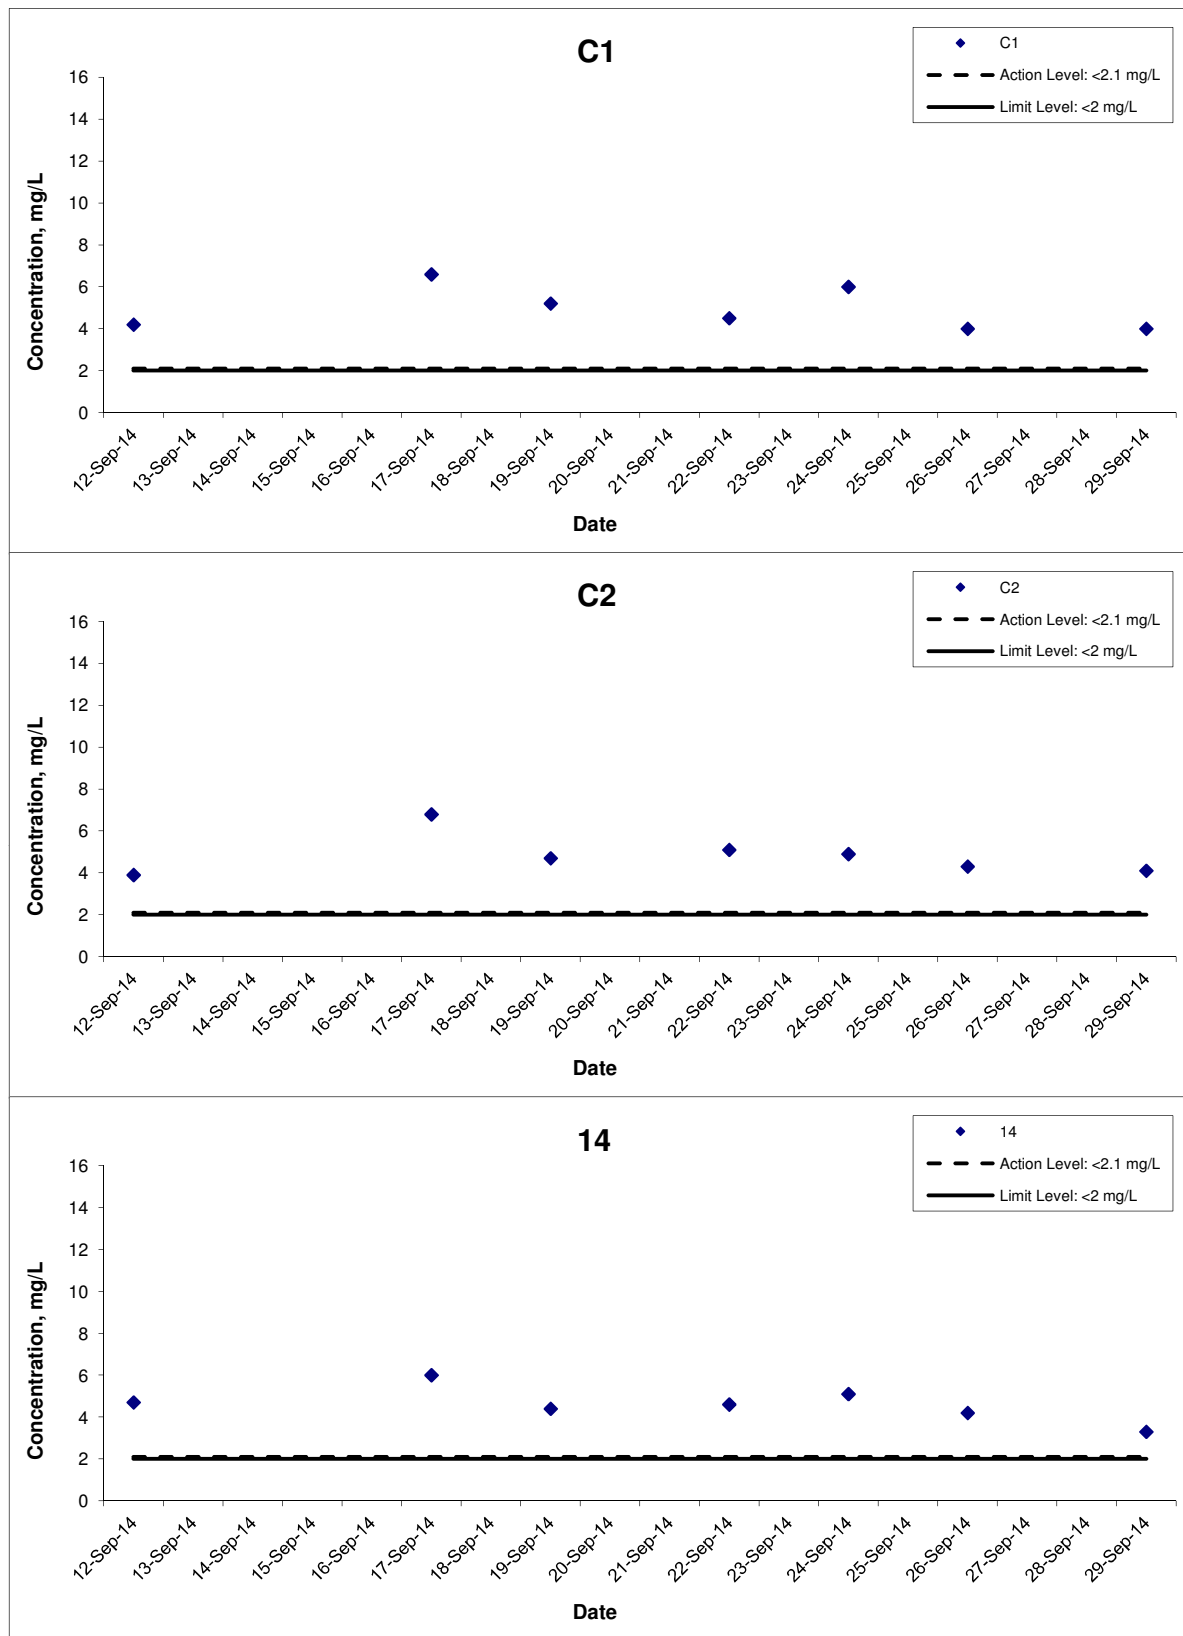 C1
C1
Action Level: <2.1 mg/L
Limit Level: <2 mg/L
Concentration, mg/L
16
14
12
10
8
6
4
2
0
12-Sep-14
13-Sep-14
14-Sep-14
15-Sep-14
16-Sep-14
17-Sep-14
18-Sep-14
19-Sep-14
20-Sep-14
21-Sep-14
22-Sep-14
23-Sep-14
24-Sep-14
25-Sep-14
26-Sep-14
27-Sep-14
28-Sep-14
29-Sep-14
Date
C2
C2
Action Level: <2.1 mg/L
Limit Level: <2 mg/L
Concentration, mg/L
16
14
12
10
8
6
4
2
0
12-Sep-14
13-Sep-14
14-Sep-14
15-Sep-14
16-Sep-14
17-Sep-14
18-Sep-14
19-Sep-14
20-Sep-14
21-Sep-14
22-Sep-14
23-Sep-14
24-Sep-14
25-Sep-14
26-Sep-14
27-Sep-14
28-Sep-14
29-Sep-14
Date
14
14
Action Level: <2.1 mg/L
Limit Level: <2 mg/L
Concentration, mg/L
16
14
12
10
8
6
4
2
0
12-Sep-14
13-Sep-14
14-Sep-14
15-Sep-14
16-Sep-14
17-Sep-14
18-Sep-14
19-Sep-14
20-Sep-14
21-Sep-14
22-Sep-14
23-Sep-14
24-Sep-14
25-Sep-14
26-Sep-14
27-Sep-14
28-Sep-14
29-Sep-14
Date